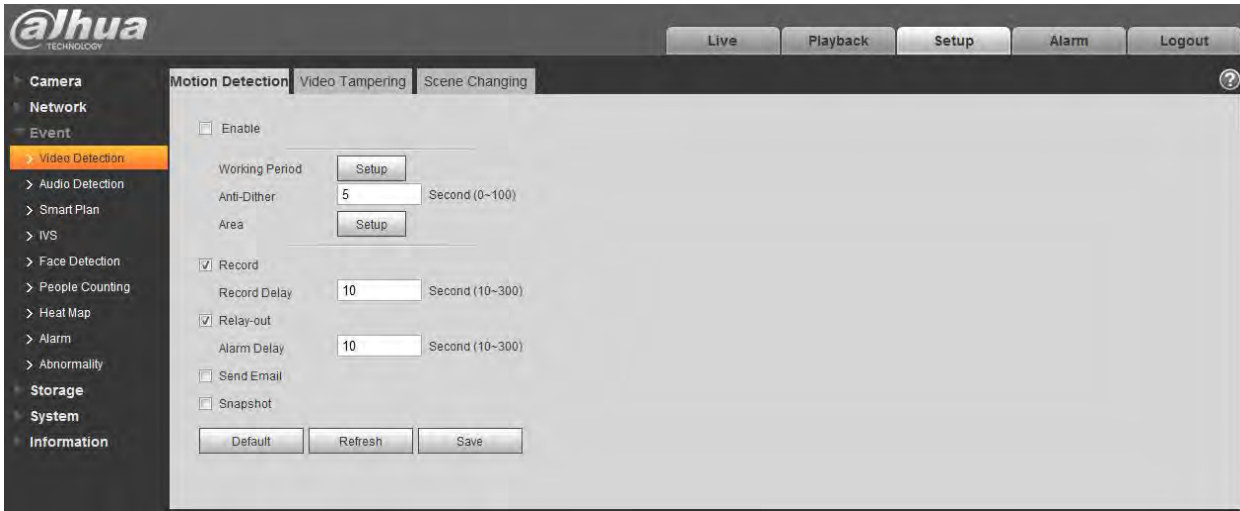 alhua
TECHNOLOGY
Live
Playback
Setup
Alarm
Logout
Camera
Network
Event
Video Detection
Audio Detection
Smart Plan
IVS
Face Detection
People Counting
Heat Map
Alarm
Abnormality
Storage
System
Information
Motion Detection
Video Tampering
Scene Changing
?
Enable
Working Period Setup
Anti-Dither 5 Second (0~100)
Area Setup
Record
Record Delay 10 Second (10~300)
Relay-out
Alarm Delay 10 Second (10~300)
Send Email
Snapshot
Default Refresh Save